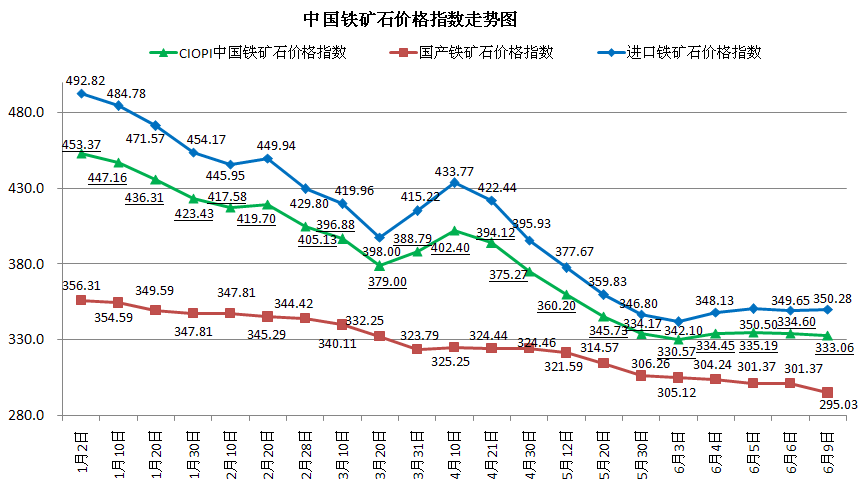 中国铁矿石价格指数走势图
CIOPI中国铁矿石价格指数 国产铁矿石价格指数 进口铁矿石价格指数
480.0
430.0
380.0
330.0
280.0
492.82 484.78 471.57 454.17 445.95 449.94 429.80 419.96 398.00 415.22 433.77 422.44 395.93 377.67 359.83 346.80 342.10 348.13 350.50 349.65 350.28
453.37 447.16 436.31 423.43 417.58 419.70 405.13 396.88 379.00 388.79 402.40 394.12 375.27 360.20 345.73 334.17 330.57 334.45 335.19 334.60 333.06
356.31 354.59 349.59 347.81 347.81 345.29 344.42 340.11 332.25 323.79 325.25 324.44 324.46 321.59 314.57 306.26 305.12 304.24 301.37 301.37 295.03
1月2日 1月10日 1月20日 1月30日 2月10日 2月20日 2月28日 3月10日 3月20日 3月31日 4月10日 4月21日 4月30日 5月12日 5月20日 5月30日 6月3日 6月4日 6月5日 6月6日 6月9日